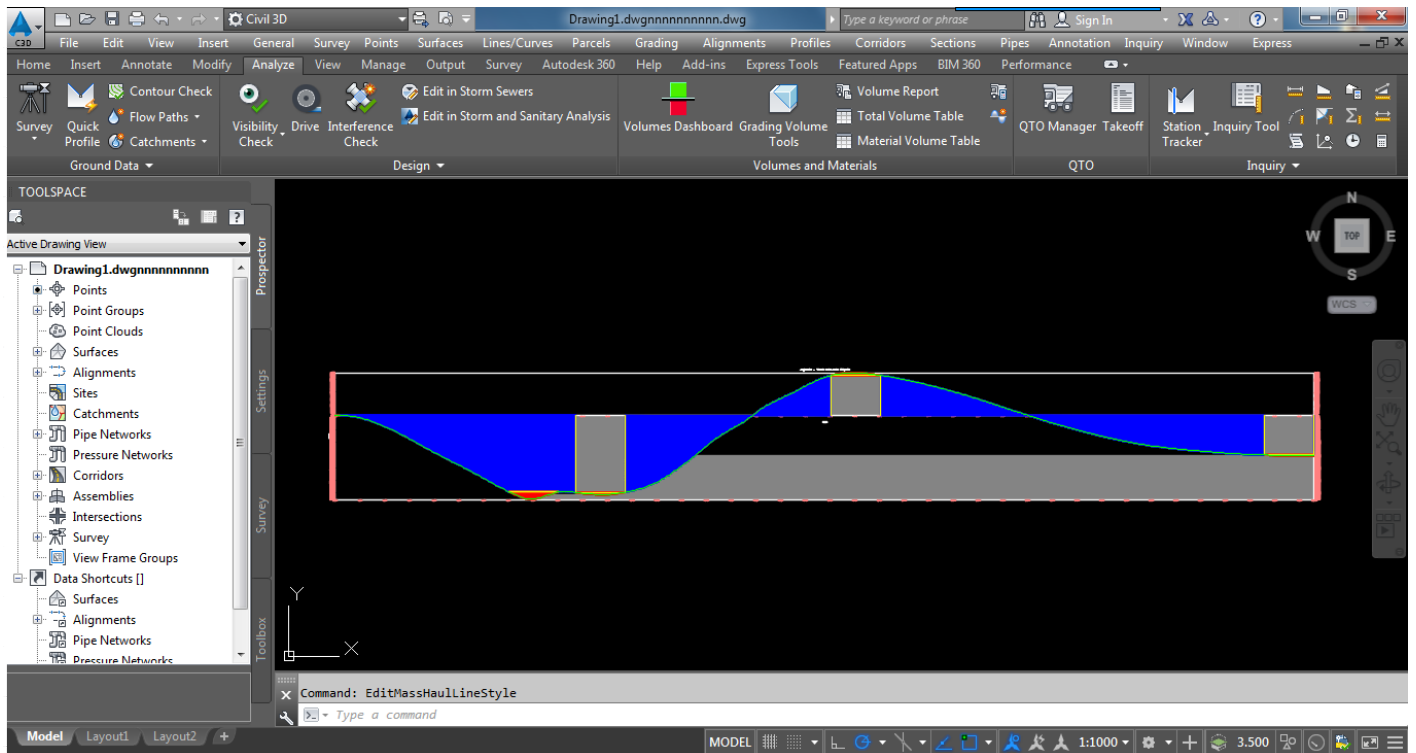 Civil 3D Drawing1.dwgnnnnnnnnnn.dwg Type a keyword or phrase Sign In
C3D File Edit View Insert General Survey Points Surfaces Lines/Curves Parcels Grading Alignments Profiles Corridors Sections Pipes Annotation Inquiry Window Express
Home Insert Annotate Modify Analyze View Manage Output Survey Autodesk 360 Help Add-ins Express Tools Featured Apps BIM 360 Performance
Survey
Quick Profile
Contour Check
Flow Paths
Catchments
Ground Data
Visibility Check
Drive
Interference Check
Edit in Storm Sewers
Edit in Storm and Sanitary Analysis
Design
Volumes Dashboard
Grading Volume Tools
Volume Report
Total Volume Table
Material Volume Table
Volumes and Materials
QTO Manager
Takeoff
QTO
Station Tracker
Inquiry Tool
Inquiry
TOOLSPACE
Active Drawing View
Drawing1.dwgnnnnnnnnnn
Points
Point Groups
Point Clouds
Surfaces
Alignments
Sites
Catchments
Pipe Networks
Pressure Networks
Corridors
Assemblies
Intersections
Survey
View Frame Groups
Data Shortcuts []
Surfaces
Alignments
Pipe Networks
Pressure Networks
Prospector
Settings
Survey
Toolbox
N
W TOP E
S
WCS
Y
X
Command: EditMassHaulLineStyle
Type a command
Model Layout1 Layout2 +
MODEL 1:1000 3.500